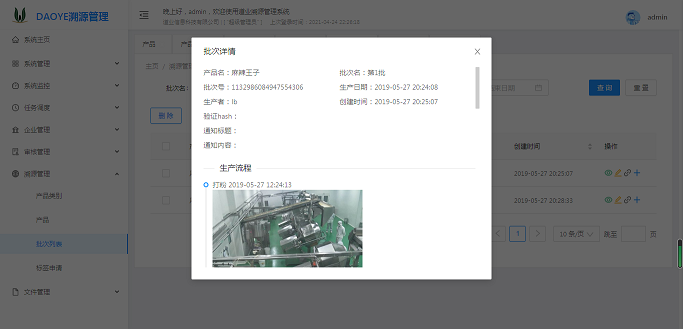 DAOYE溯源管理
晚上好，admin，欢迎使用道业溯源管理系统
admin
系统主页
系统管理
系统监控
任务调度
企业管理
审核管理
溯源管理
产品类别
产品
批次列表
标签申请
文件管理
产品
主页 / 溯源管理
批次名：
查 询
重 置
删 除
创建时间
操作
2019-05-27 20:25:07
2019-05-27 20:28:33
1
10 条/页
跳至
页
批次详情
产品名：麻辣王子
批次名：第1批
批次号：1132986084947554306
生产日期：2019-05-27 20:24:08
生产者：lb
创建时间：2019-05-27 20:25:07
验证hash：
通知标题：
通知内容：
生产流程
打粉 2019-05-27 12:24:13